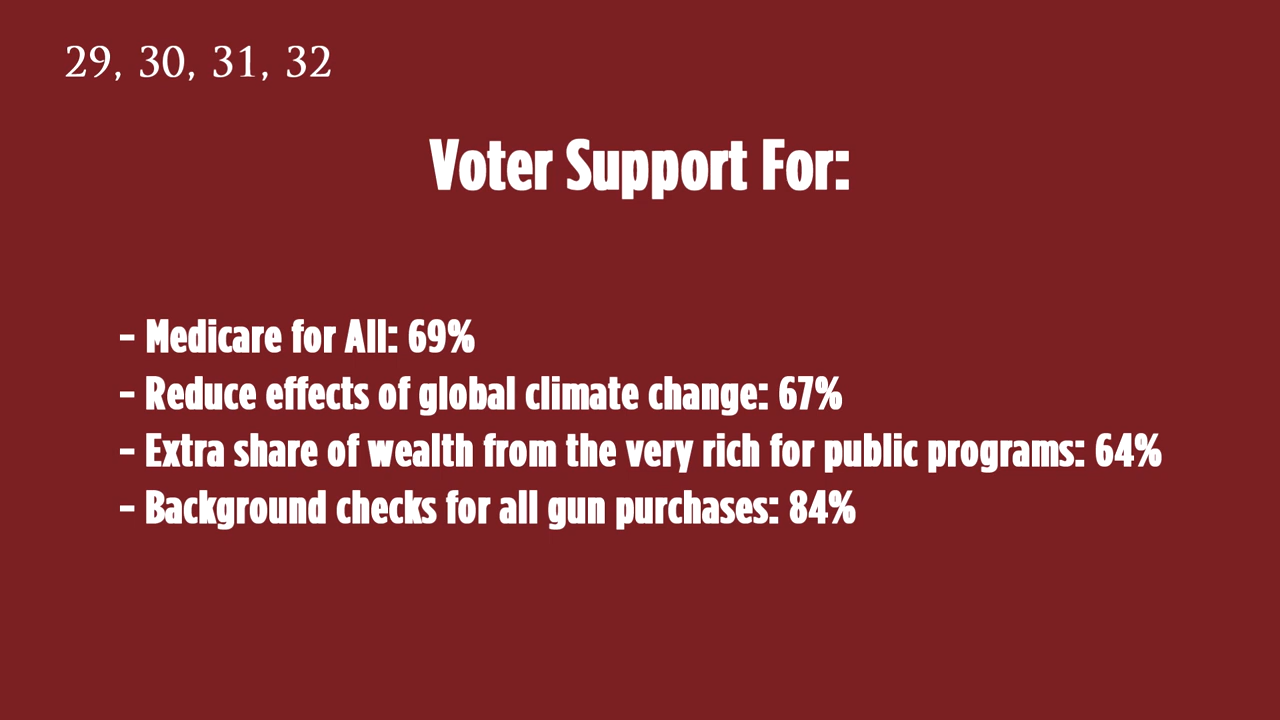 29, 30, 31, 32
Voter Support For:
- Medicare for All: 69%
- Reduce effects of global climate change: 67%
- Extra share of wealth from the very rich for public programs: 64%
- Background checks for all gun purchases: 84%